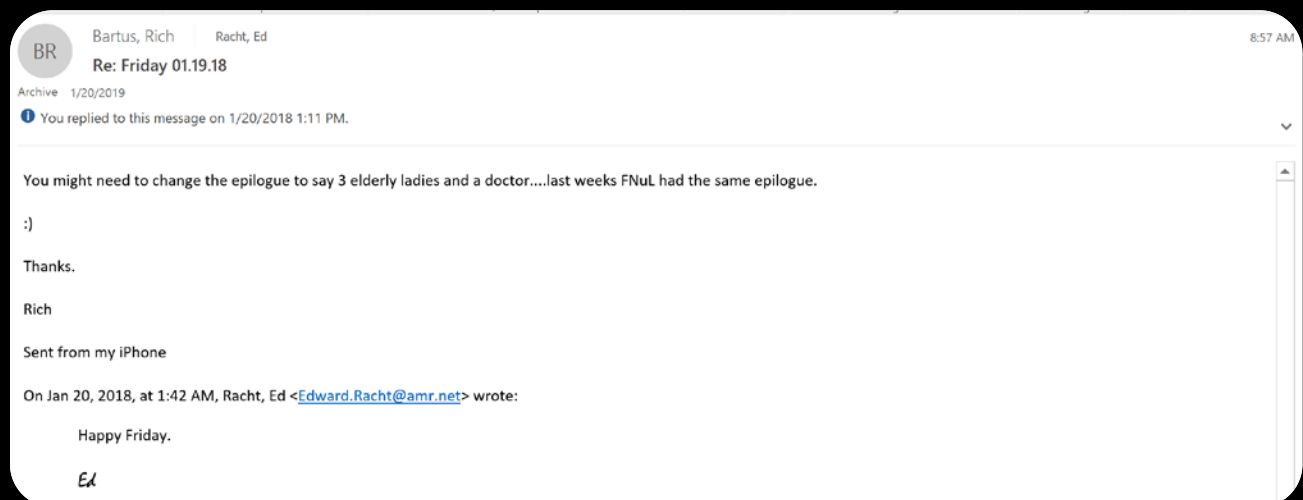 BR
Bartus, Rich Racht, Ed
8:57 AM
Re: Friday 01.19.18
Archive 1/20/2019
You replied to this message on 1/20/2018 1:11 PM.
You might need to change the epilogue to say 3 elderly ladies and a doctor....last weeks FNuL had the same epilogue.
:)
Thanks.
Rich
Sent from my iPhone
On Jan 20, 2018, at 1:42 AM, Racht, Ed <Edward.Racht@amr.net> wrote:
Happy Friday.
Ed